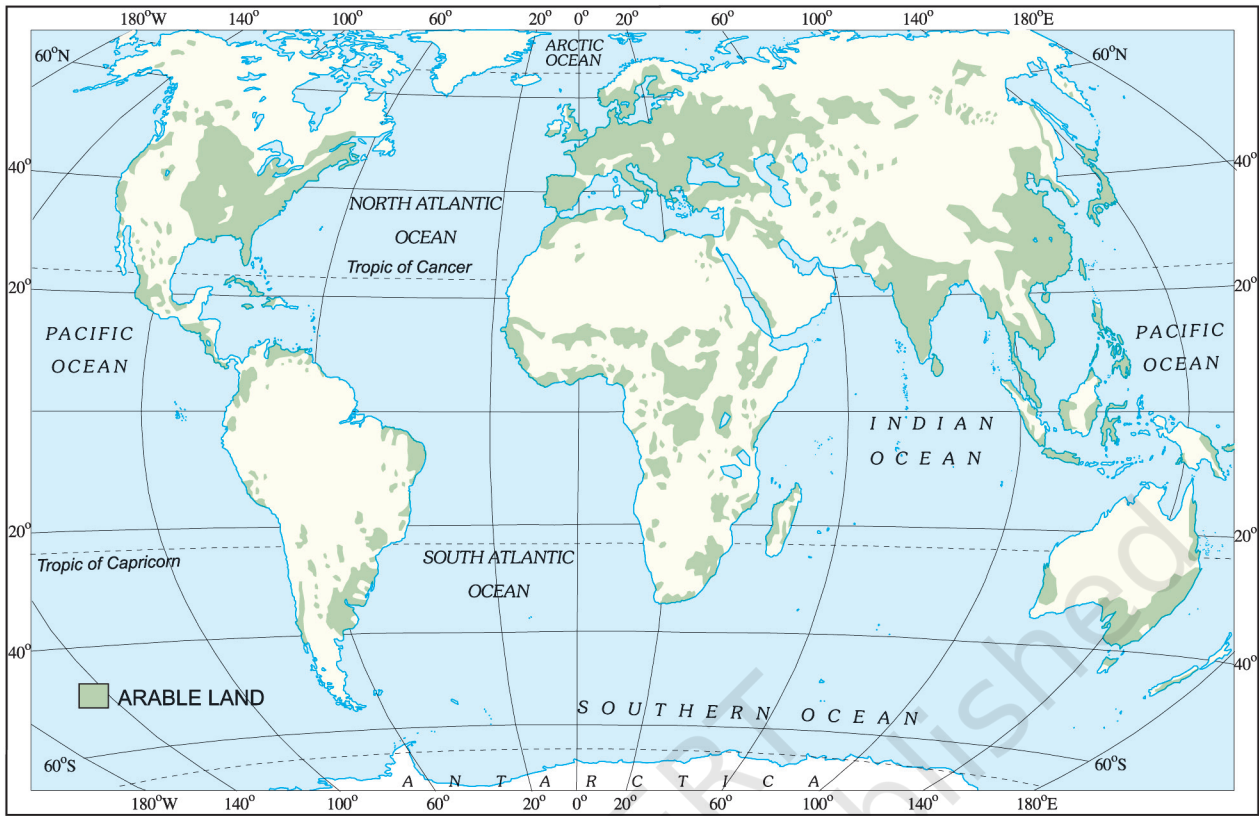 180°W 140° 100° 60° 20° 0° 20° 60° 100° 140° 180°E
ARCTIC
OCEAN
60°N 60°N
40° 40°
NORTH ATLANTIC
OCEAN
Tropic of Cancer
20° 20°
PACIFIC
OCEAN
PACIFIC
OCEAN
INDIAN
OCEAN
20° 20°
Tropic of Capricorn
SOUTH ATLANTIC
OCEAN
40° 40°
ARABLE LAND
SOUTHERN OCEAN
60°S 60°S
ANTARCTICA
180°W 140° 100° 60° 20° 0° 20° 60° 100° 140° 180°E